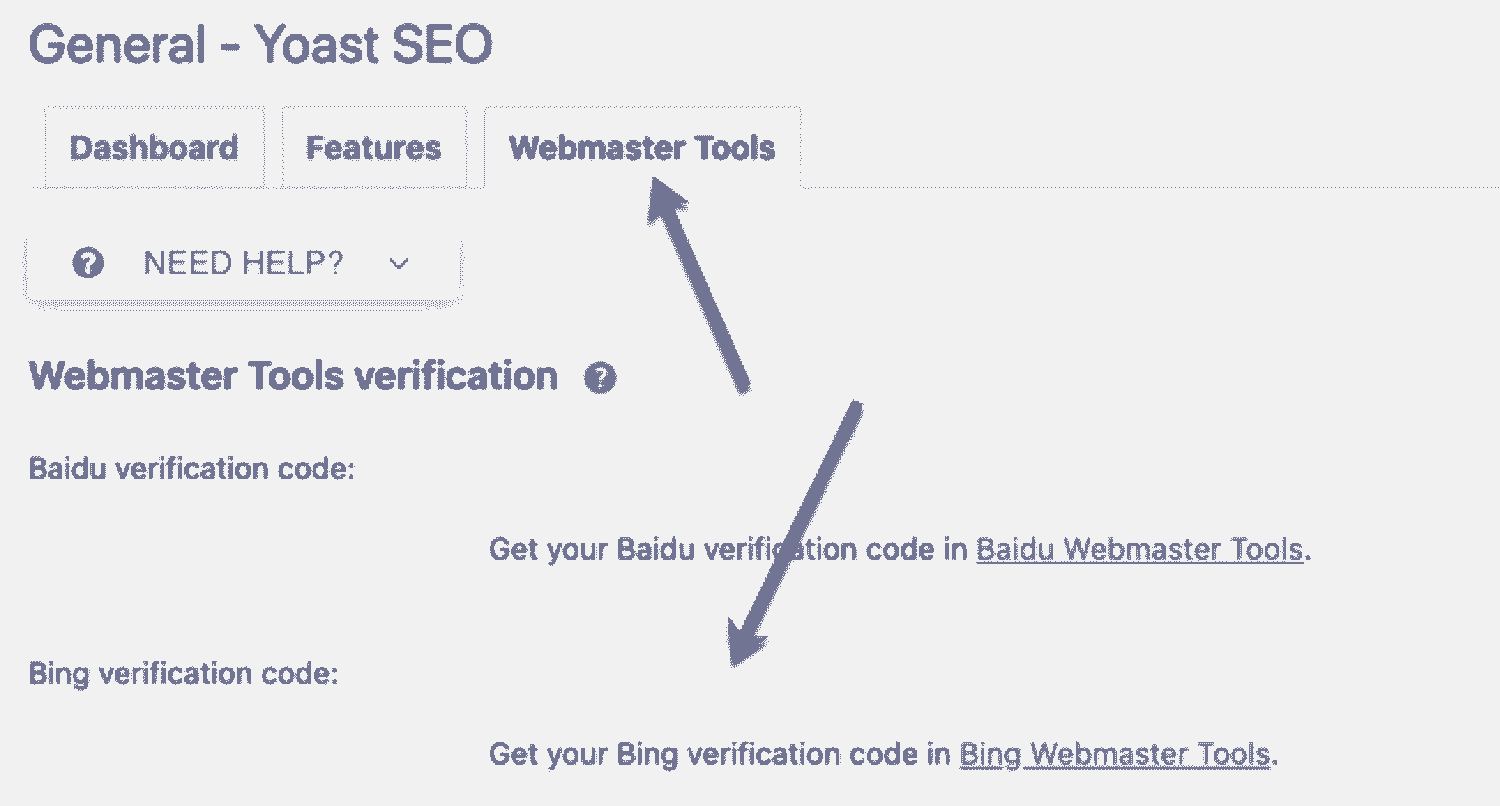 General - Yoast SEO
Dashboard Features Webmaster Tools
NEED HELP?
Webmaster Tools verification
Baidu verification code:
Get your Baidu verification code in Baidu Webmaster Tools.
Bing verification code:
Get your Bing verification code in Bing Webmaster Tools.